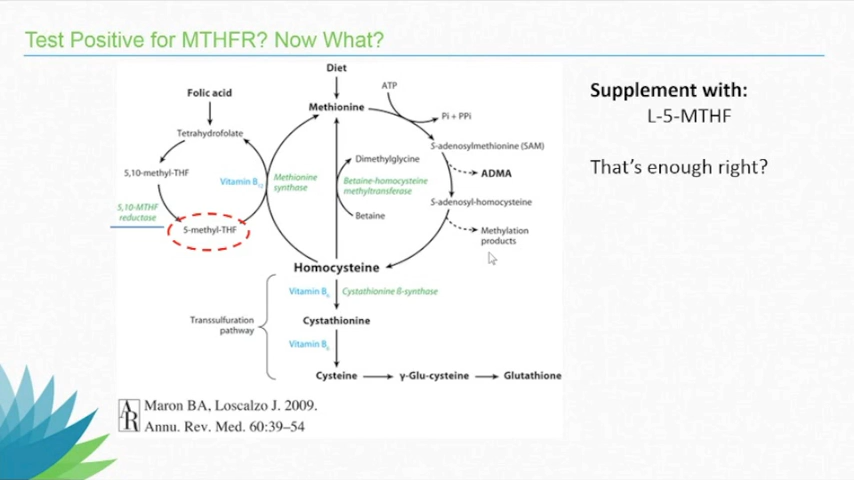 Test Positive for MTHFR? Now What?
Diet
Folic acid
ATP
Methionine
Pi + PPi
Tetrahydrofolate
S-adenosylmethionine (SAM)
Dimethylglycine
5,10-methyl-THF
Vitamin B12
Methionine
synthase
Betaine-homocysteine
methyltransferase
ADMA
5,10-MTHF
reductase
Betaine
S-adenosyl-homocysteine
5-methyl-THF
Methylation
products
Homocysteine
Vitamin B6
Cystathionine ß-synthase
Transsulfuration
pathway
Cystathionine
Vitamin B6
Cysteine
γ-Glu-cysteine
Glutathione
AR
Maron BA, Loscalzo J. 2009.
Annu. Rev. Med. 60:39–54
Supplement with:
L-5-MTHF
That's enough right?